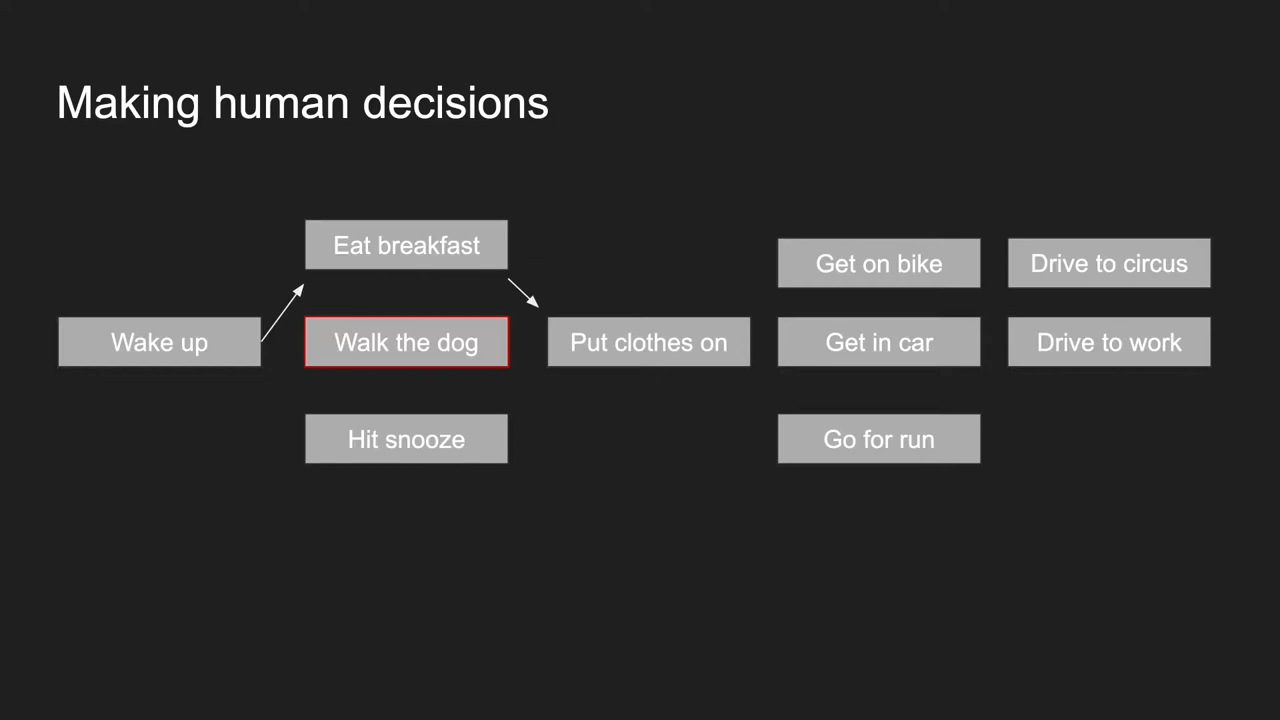 Making human decisions
Eat breakfast
Get on bike
Drive to circus
Wake up
Walk the dog
Put clothes on
Get in car
Drive to work
Hit snooze
Go for run